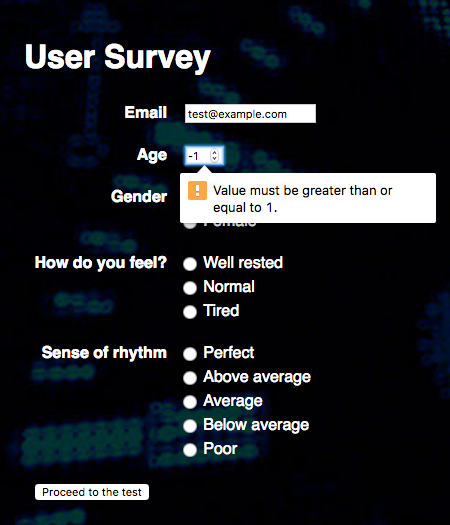 User Survey
Email test@example.com
Age -1
Value must be greater than or
equal to 1.
Gender
Female
How do you feel? Well rested
Normal
Tired
Sense of rhythm Perfect
Above average
Average
Below average
Poor
Proceed to the test